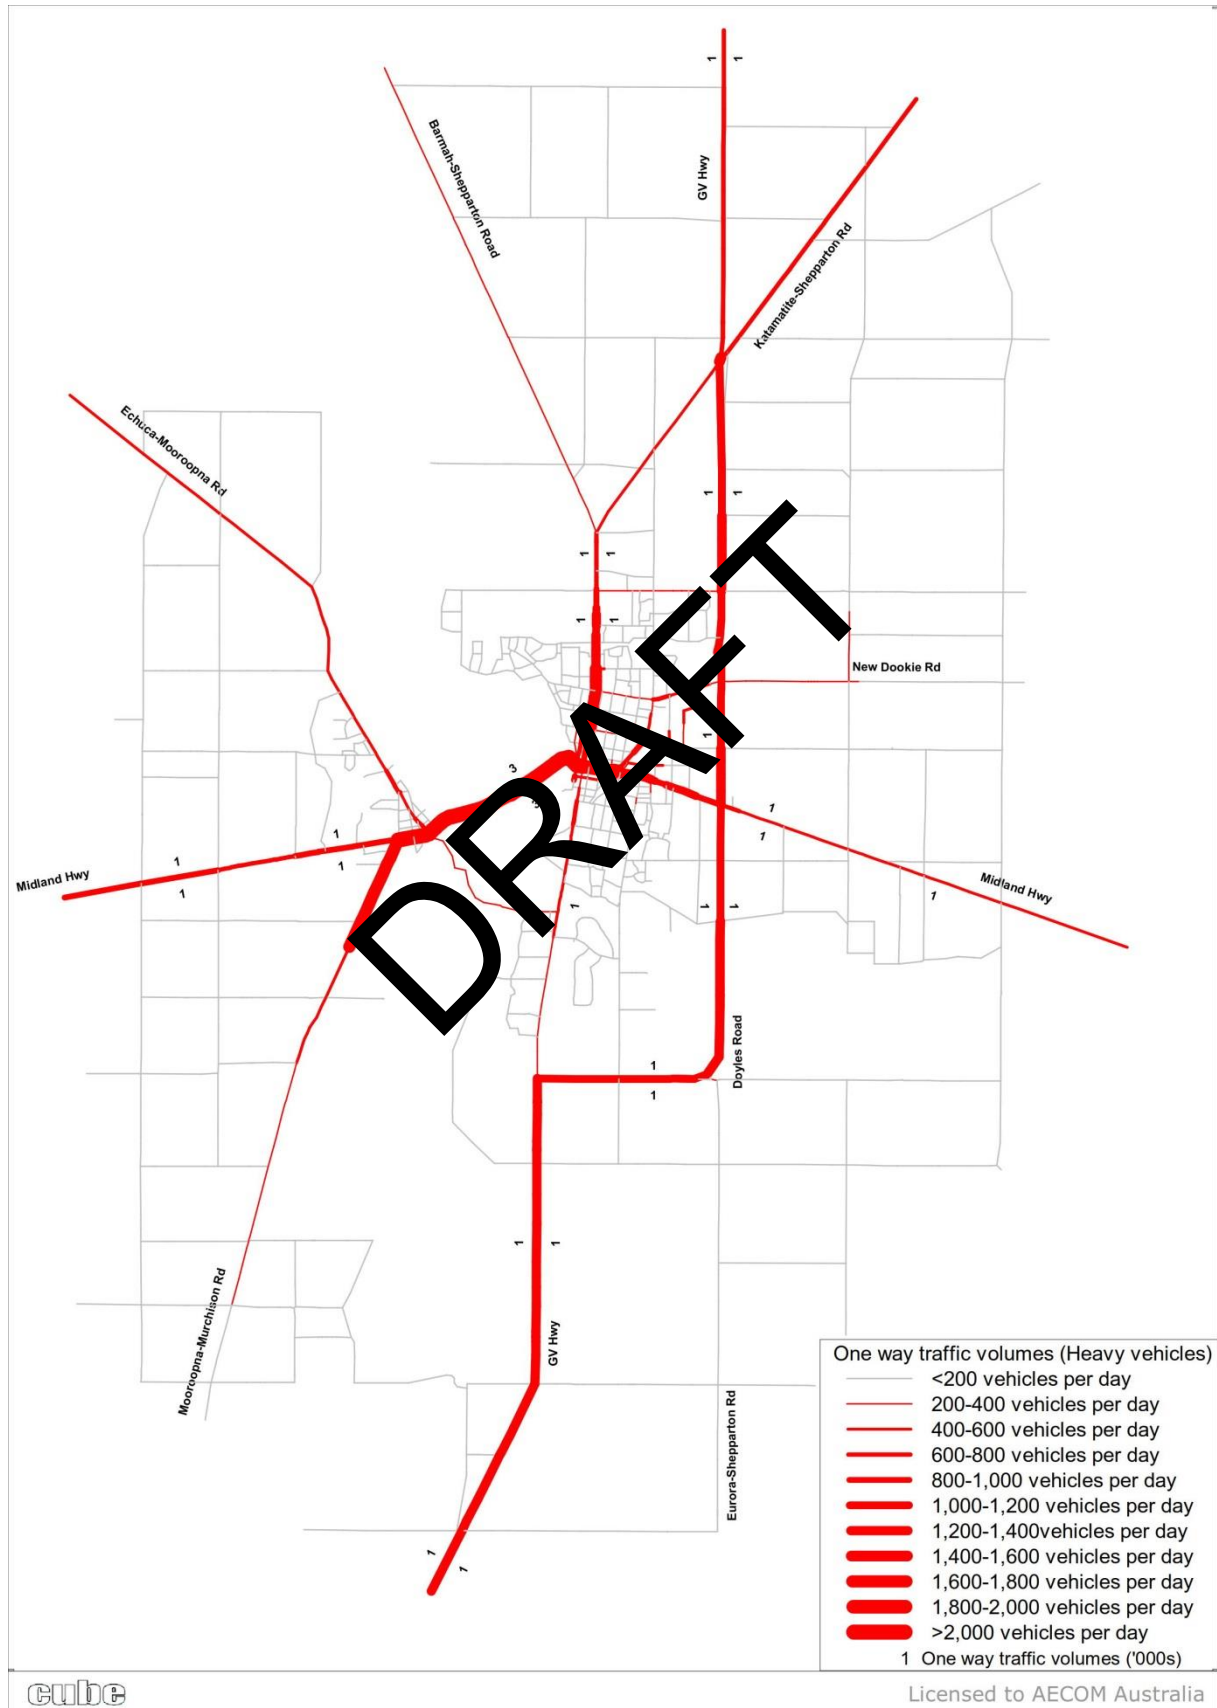 1
1
Barmah-Shepparton Road
GV Hwy
Katamatite-Shepparton Rd
Echuca-Mooroopna Rd
1
1
1
1
1
1
New Dookie Rd
DRAFT
1
3
3
1
1
1
1
1
1
Midland Hwy
1
1
Midland Hwy
1
1
1
1
Doyles Road
1
1
1
1
Mooroopna-Murchison Rd
GV Hwy
Eurora-Shepparton Rd
1
1
One way traffic volumes (Heavy vehicles)
<200 vehicles per day
200-400 vehicles per day
400-600 vehicles per day
600-800 vehicles per day
800-1,000 vehicles per day
1,000-1,200 vehicles per day
1,200-1,400vehicles per day
1,400-1,600 vehicles per day
1,600-1,800 vehicles per day
1,800-2,000 vehicles per day
>2,000 vehicles per day
1 One way traffic volumes ('000s)
cube
Licensed to AECOM Australia